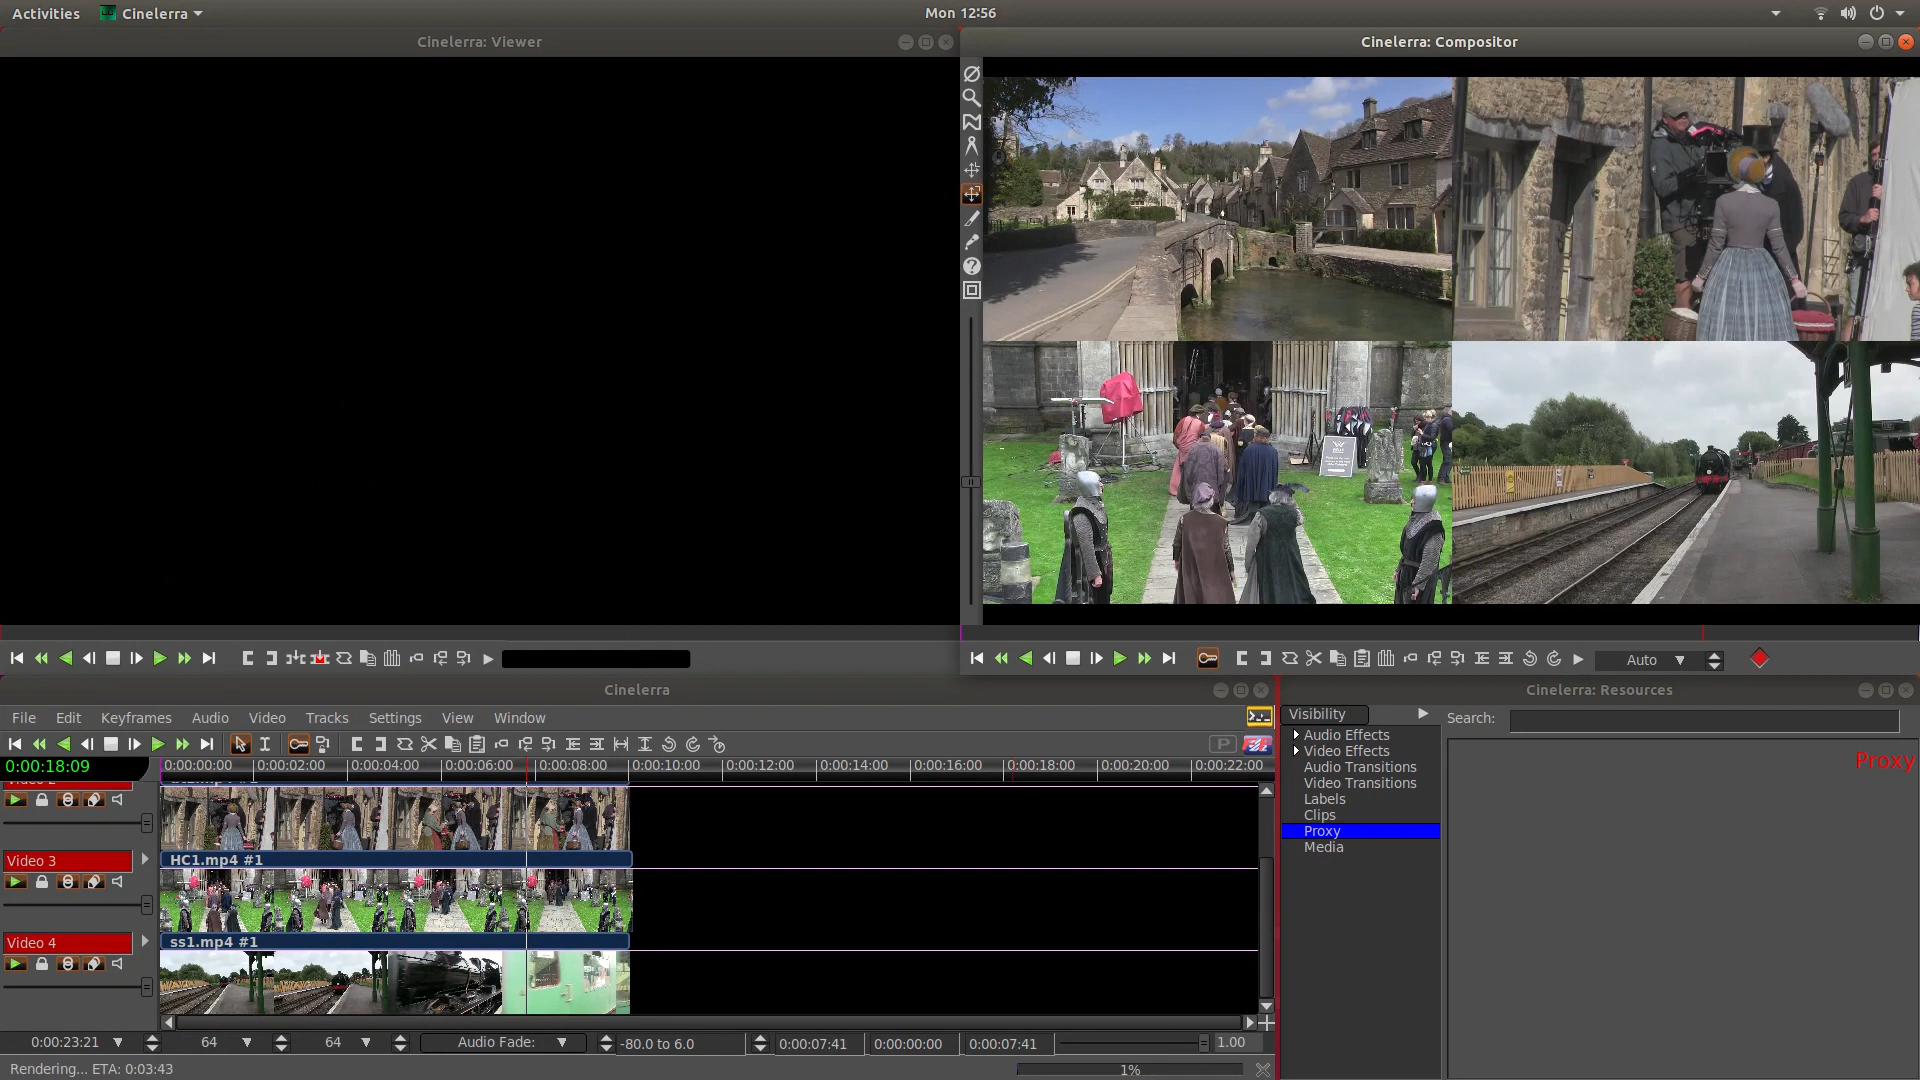 Activities Cinelerra Mon 12:56
Cinelerra: Viewer
Cinelerra: Compositor
Auto
Cinelerra
File Edit Keyframes Audio Video Tracks Settings View Window
P
0:00:18:09 0:00:00:00 0:00:02:00 0:00:04:00 0:00:06:00 0:00:08:00 0:00:10:00 0:00:12:00 0:00:14:00 0:00:16:00 0:00:18:00 0:00:20:00 0:00:22:00
Video 3
HC1.mp4 #1
Video 4
ss1.mp4 #1
0:00:23:21 64 64 Audio Fade: -80.0 to 6.0 0:00:07:41 0:00:00:00 0:00:07:41 1.00
Rendering... ETA: 0:03:43 1%
Cinelerra: Resources
Visibility Search:
Audio Effects
Video Effects
Audio Transitions
Video Transitions
Labels
Clips
Proxy
Media
Proxy